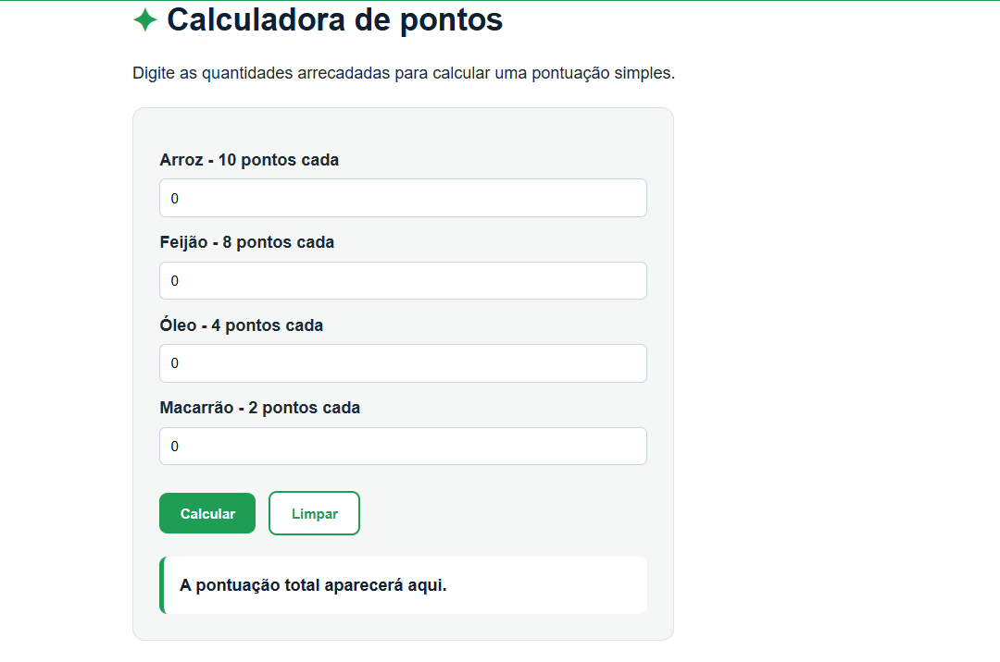 ✦ Calculadora de pontos
Digite as quantidades arrecadadas para calcular uma pontuação simples.
Arroz - 10 pontos cada
0
Feijão - 8 pontos cada
0
Óleo - 4 pontos cada
0
Macarrão - 2 pontos cada
0
Calcular Limpar
A pontuação total aparecerá aqui.